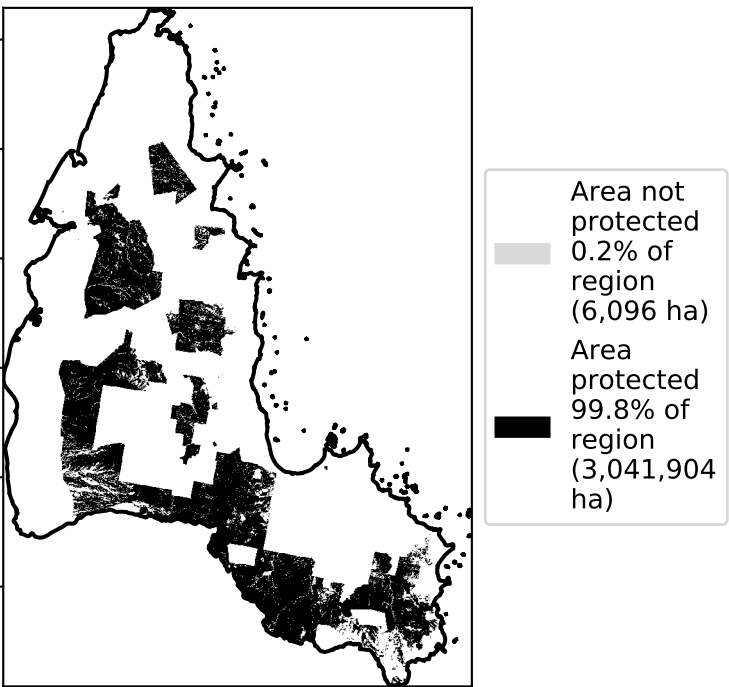 Area not
protected
0.2% of
region
(6,096 ha)
Area
protected
99.8% of
region
(3,041,904
ha)